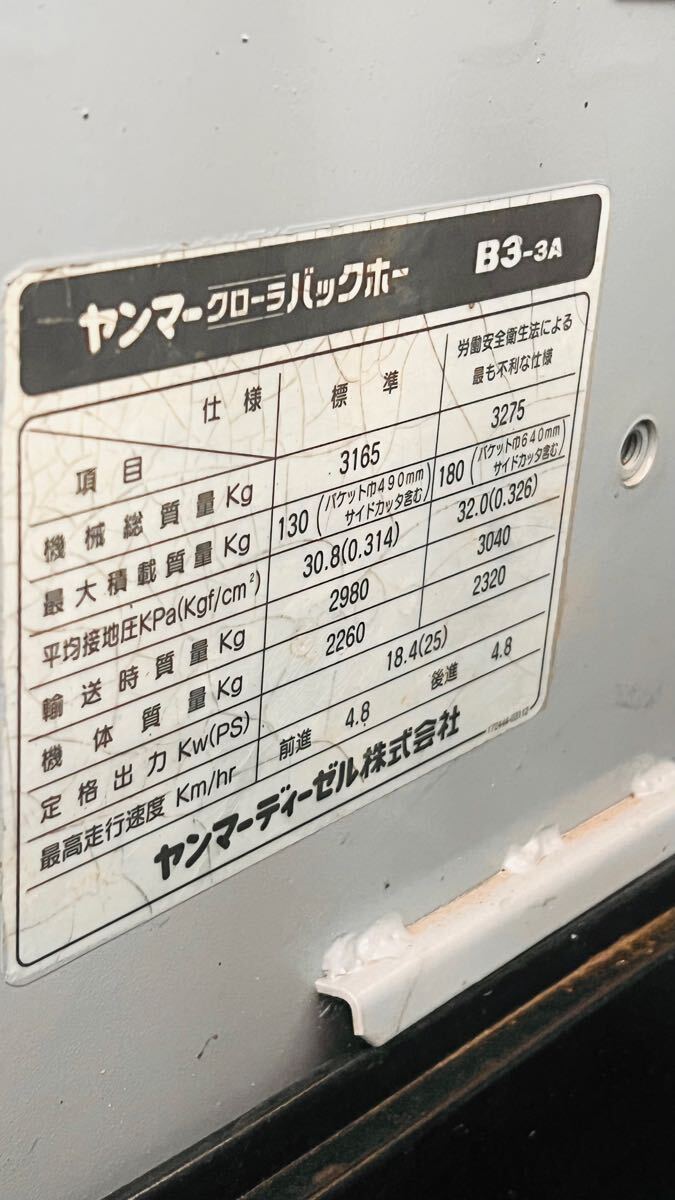 ヤンマークローラバックホー B3-3A
仕様 標準 労働安全衛生法による
最も不利な仕様
項目
機械総質量 Kg 3165 3275
最大積載質量 Kg 130 (バケット巾490mm サイドカッタ含む) 180 (バケット巾640mm サイドカッタ含む)
平均接地圧 KPa(Kgf/cm²) 30.8(0.314) 32.0(0.326)
輸送時質量 Kg 2980 3040
機体質量 Kg 2260 2320
定格出力 Kw(PS) 18.4(25)
最高走行速度 Km/hr 前進 4.8 後進 4.8
ヤンマーディーゼル株式会社